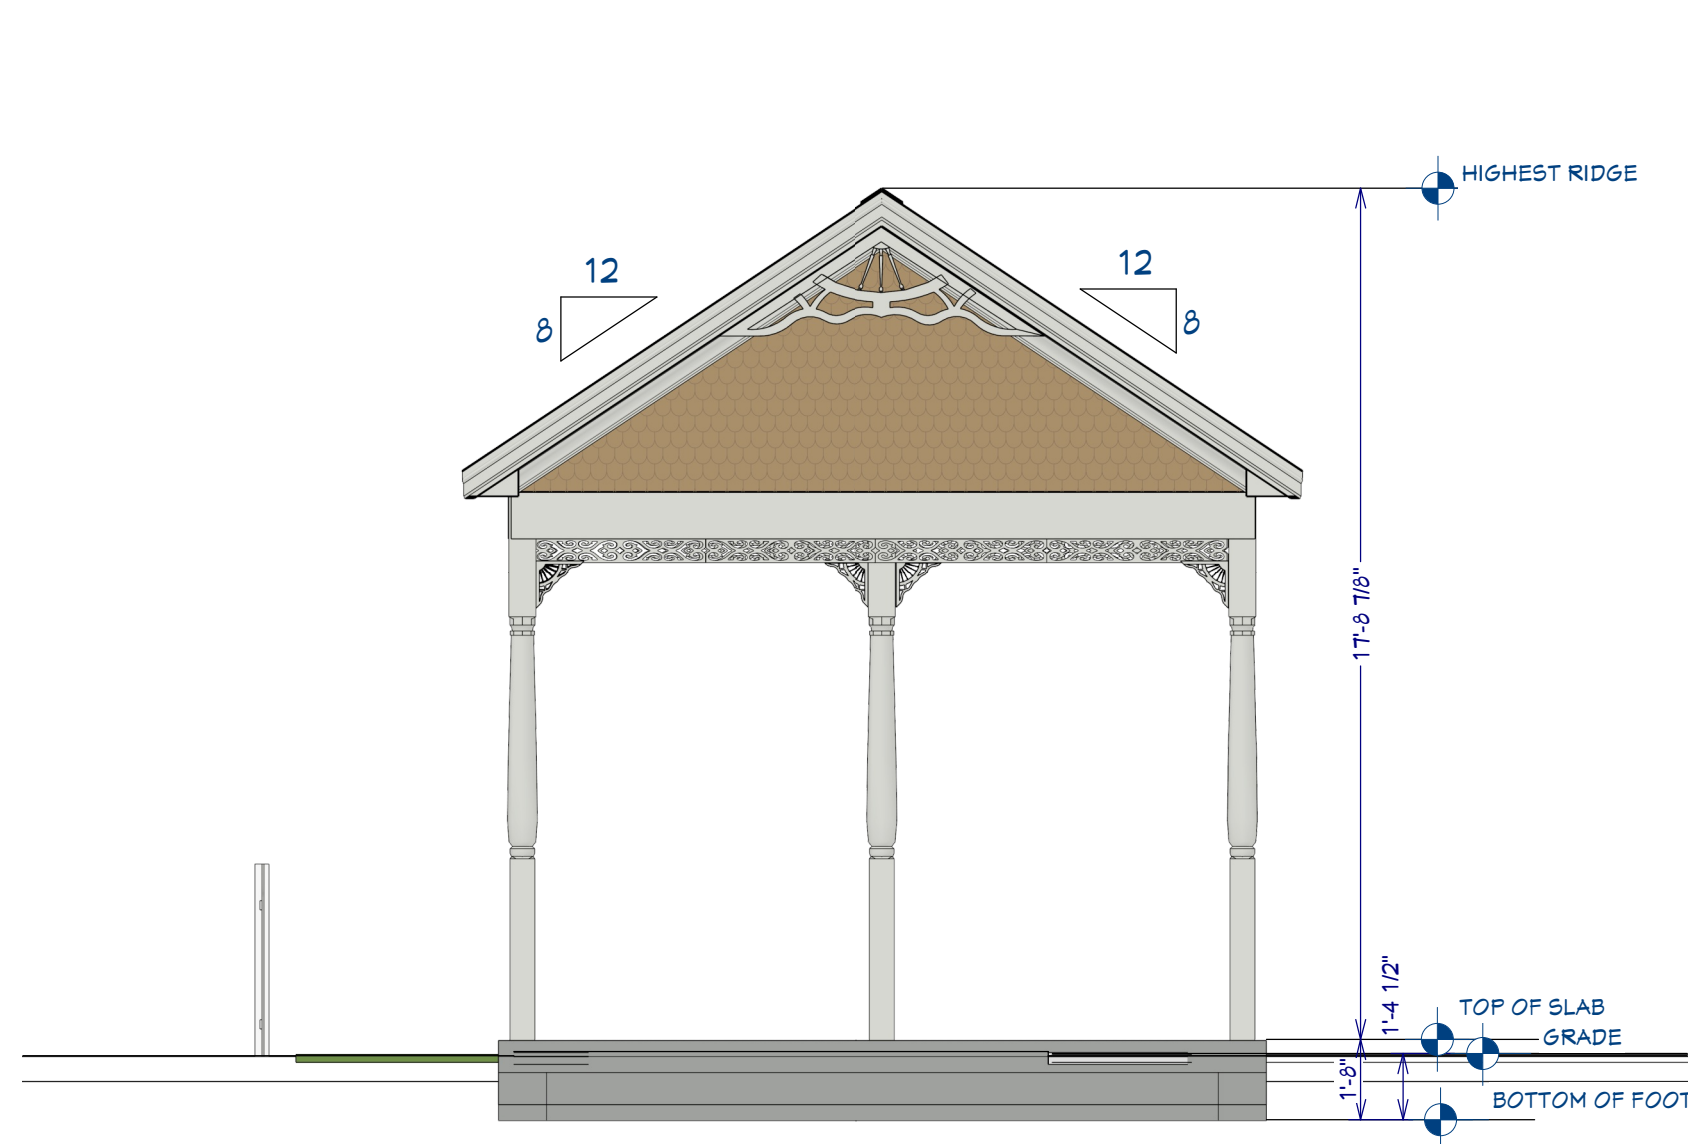 HIGHEST RIDGE
12
12
8
8
17'-8 7/8"
1'-4 1/2"
TOP OF SLAB
GRADE
1'-8"
BOTTOM OF FOOT